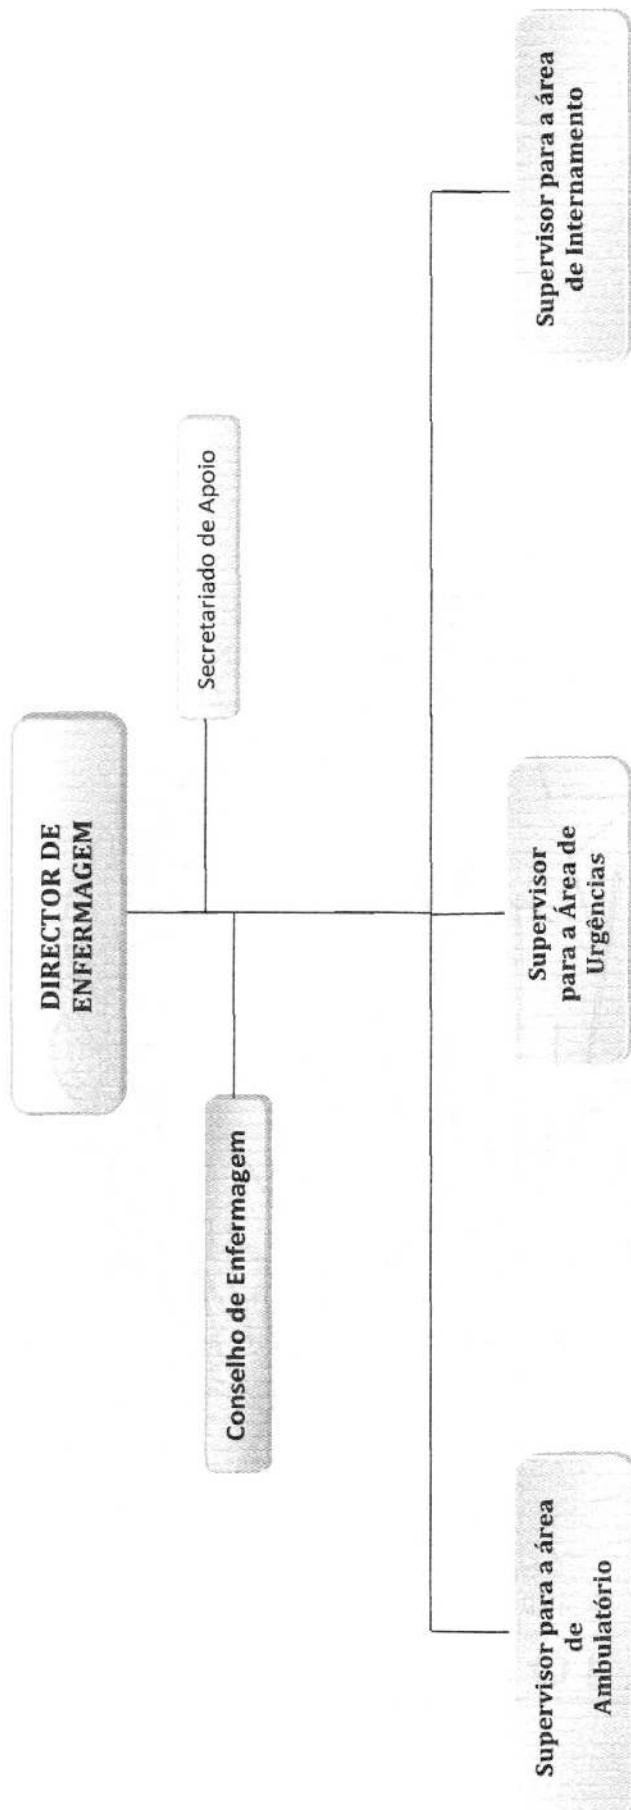 DIRECTOR DE
ENFERMAGEM
Secretariado de Apoio
Conselho de Enfermagem
Supervisor para a área
de
Ambulatório
Supervisor
para a Área de
Urgências
Supervisor para a área
de Internamento